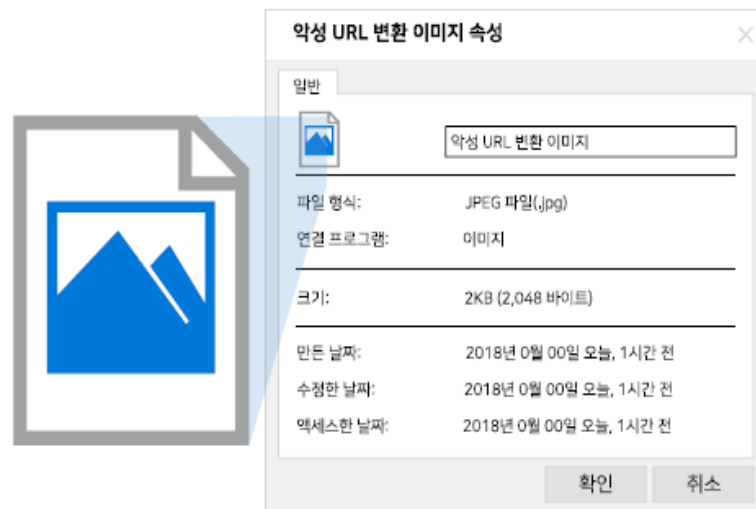 악성 URL 변환 이미지 속성
일반
악성 URL 변환 이미지
파일 형식: JPEG 파일(.jpg)
연결 프로그램: 이미지
크기: 2KB (2,048 바이트)
만든 날짜: 2018년 0월 00일 오늘, 1시간 전
수정한 날짜: 2018년 0월 00일 오늘, 1시간 전
액세스한 날짜: 2018년 0월 00일 오늘, 1시간 전
확인 취소